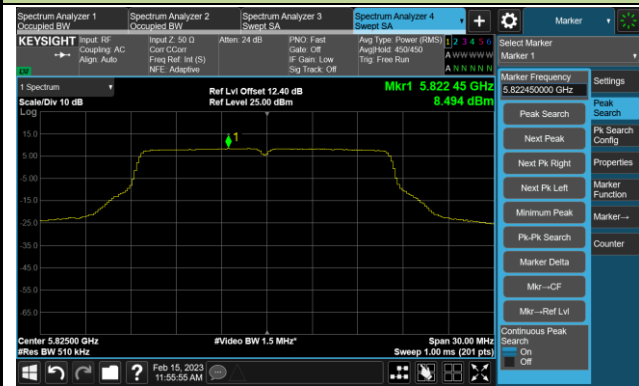 Spectrum Analyzer 1
Occupied BW
Spectrum Analyzer 2
Occupied BW
Spectrum Analyzer 3
Swept SA
Spectrum Analyzer 4
Swept SA
Marker
KEYSIGHT
Input: RF
Coupling: AC
Align: Auto
Input Z: 50 Ω
Corr CCorr
Freq Ref: Int (S)
NFE: Adaptive
Atten: 24 dB
PNO: Fast
Gate: Off
IF Gain: Low
Sig Track: Off
Avg Type: Power (RMS)
Avg|Hold: 450/450
Trig: Free Run
1 2 3 4 5 6
A W W W W W
A N N N N N
LXI
1 Spectrum
Scale/Div 10 dB
Log
Ref Lvl Offset 12.40 dB
Ref Level 25.00 dBm
Mkr1 5.822 45 GHz
8.494 dBm
15.0
5.00
-5.00
-15.0
-25.0
-35.0
-45.0
-55.0
-65.0
1
Center 5.82500 GHz
#Res BW 510 kHz
#Video BW 1.5 MHz*
Span 30.00 MHz
Sweep 1.00 ms (201 pts)
Select Marker
Marker 1
Marker Frequency
5.822450000 GHz
Peak Search
Next Peak
Next Pk Right
Next Pk Left
Minimum Peak
Pk-Pk Search
Marker Delta
Mkr→CF
Mkr→Ref Lvl
Continuous Peak
Search
On
Off
Settings
Peak
Search
Pk Search
Config
Properties
Marker
Function
Marker→
Counter
Feb 15, 2023
11:55:55 AM